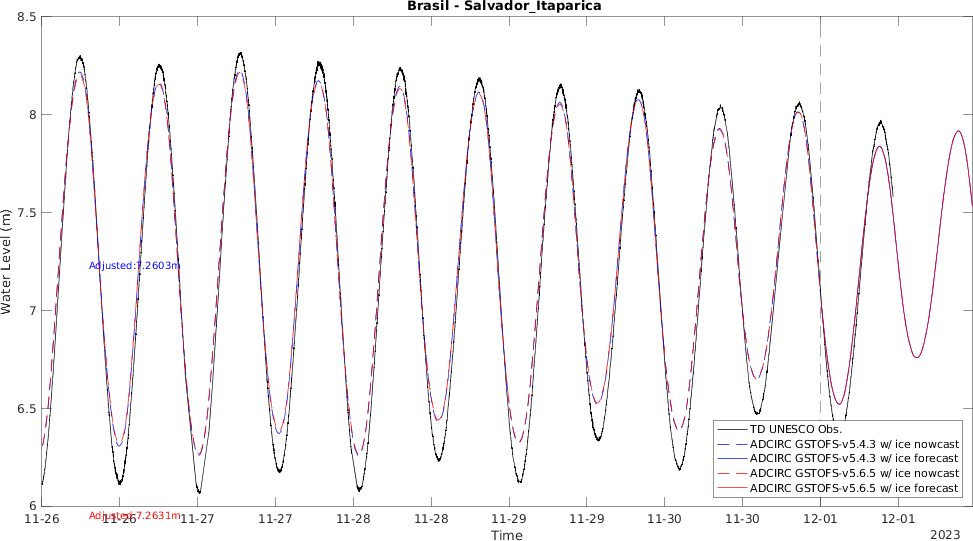 Brasil - Salvador_Itaparica
8.5
8
7.5
7
6.5
6
Water Level (m)
Adjusted:7.2603m
Adjusted:7.2631m
TD UNESCO Obs.
ADCIRC GSTOFS-v5.4.3 w/ ice nowcast
ADCIRC GSTOFS-v5.4.3 w/ ice forecast
ADCIRC GSTOFS-v5.6.5 w/ ice nowcast
ADCIRC GSTOFS-v5.6.5 w/ ice forecast
11-26 11-26 11-27 11-27 11-28 11-28 11-29 11-29 11-30 11-30 12-01 12-01
Time
2023